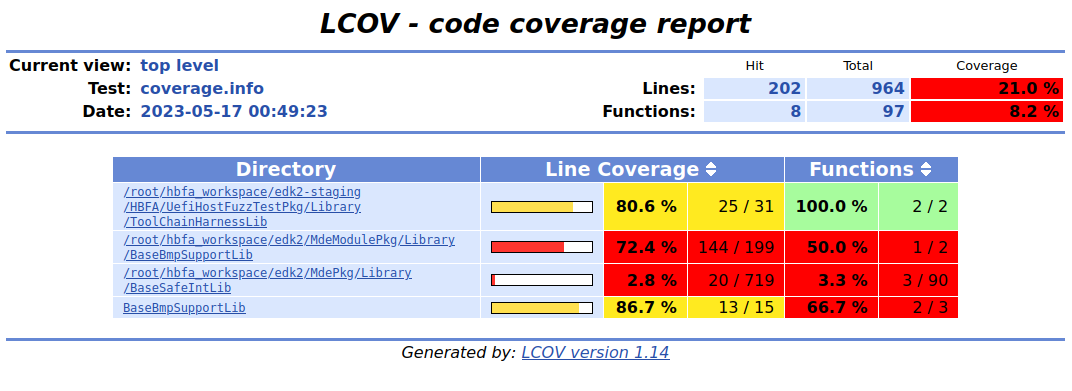 LCOV - code coverage report
Current view: top level
Hit Total Coverage
Test: coverage.info
Lines: 202 964 21.0 %
Date: 2023-05-17 00:49:23
Functions: 8 97 8.2 %
Directory Line Coverage Functions
/root/hbfa_workspace/edk2-staging
/HBFA/UefiHostFuzzTestPkg/Library
/ToolChainHarnessLib
80.6 % 25 / 31 100.0 % 2 / 2
/root/hbfa_workspace/edk2/MdeModulePkg/Library
/BaseBmpSupportLib
72.4 % 144 / 199 50.0 % 1 / 2
/root/hbfa_workspace/edk2/MdePkg/Library
/BaseSafeIntLib
2.8 % 20 / 719 3.3 % 3 / 90
BaseBmpSupportLib 86.7 % 13 / 15 66.7 % 2 / 3
Generated by: LCOV version 1.14